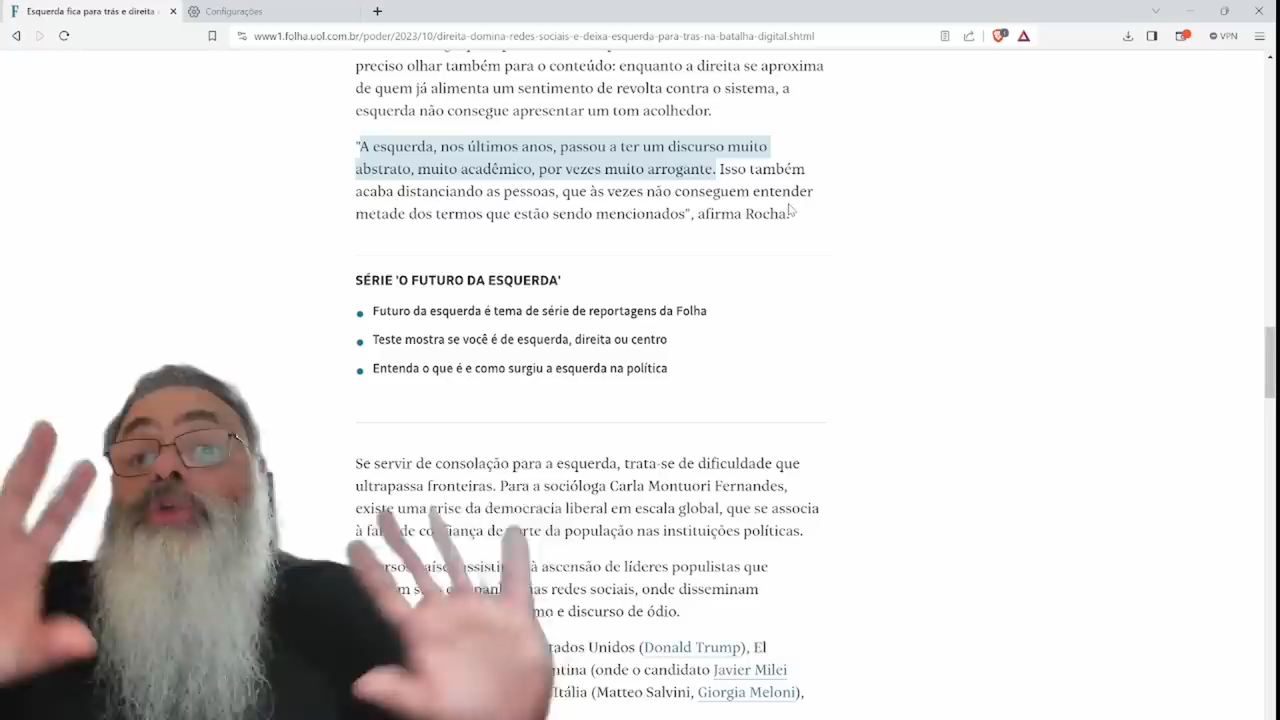 Esquerda fica para trás e direita
Configurações
www1.folha.uol.com.br/poder/2023/10/direita-domina-redes-sociais-e-deixa-esquerda-para-tras-na-batalha-digital.shtml
VPN
preciso olhar também para o conteúdo: enquanto a direita se aproxima
de quem já alimenta um sentimento de revolta contra o sistema, a
esquerda não consegue apresentar um tom acolhedor.
"A esquerda, nos últimos anos, passou a ter um discurso muito
abstrato, muito acadêmico, por vezes muito arrogante. Isso também
acaba distanciando as pessoas, que às vezes não conseguem entender
metade dos termos que estão sendo mencionados", afirma Rocha.
SÉRIE 'O FUTURO DA ESQUERDA'
Futuro da esquerda é tema de série de reportagens da Folha
Teste mostra se você é de esquerda, direita ou centro
Entenda o que é e como surgiu a esquerda na política
Se servir de consolação para a esquerda, trata-se de dificuldade que
ultrapassa fronteiras. Para a socióloga Carla Montuori Fernandes,
existe uma crise da democracia liberal em escala global, que se associa
à de parte da população nas instituições políticas.
à ascensão de líderes populistas que
nas redes sociais, onde disseminam
e discurso de ódio.
Unidos (Donald Trump), El
(onde o candidato Javier Milei
Itália (Matteo Salvini, Giorgia Meloni),